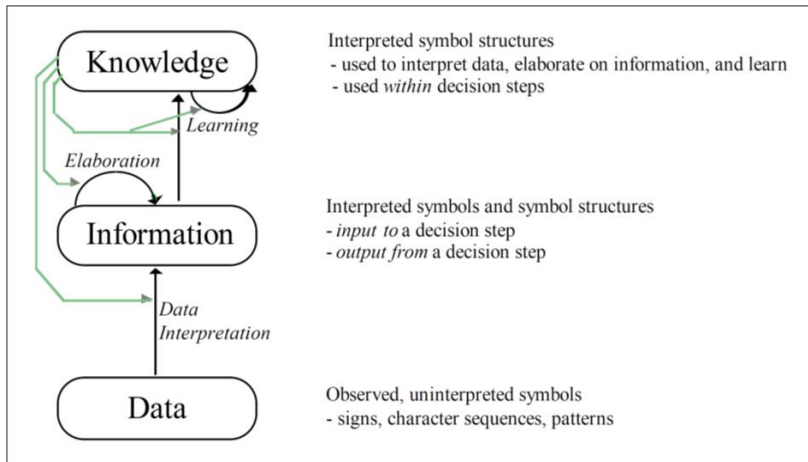 Knowledge
Interpreted symbol structures
- used to interpret data, elaborate on information, and learn
- used within decision steps
Learning
Elaboration
Information
Interpreted symbols and symbol structures
- input to a decision step
- output from a decision step
Data
Interpretation
Data
Observed, uninterpreted symbols
- signs, character sequences, patterns